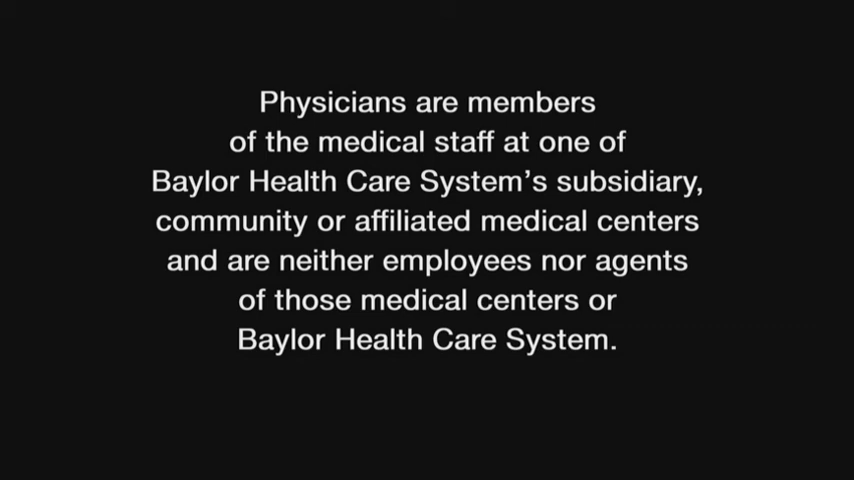 Physicians are members
of the medical staff at one of
Baylor Health Care System’s subsidiary,
community or affiliated medical centers
and are neither employees nor agents
of those medical centers or
Baylor Health Care System.